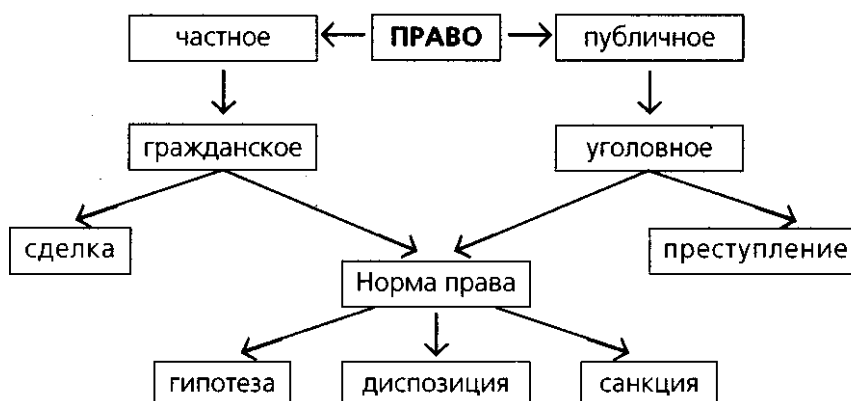 частное
ПРАВО
публичное
гражданское
уголовное
сделка
преступление
Норма права
гипотеза
диспозиция
санкция